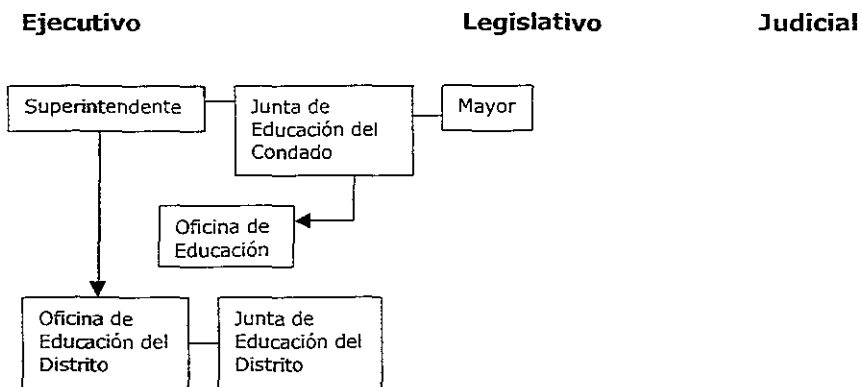 Ejecutivo Legislativo Judicial
Superintendente
Junta de
Educación del
Condado
Mayor
Oficina de
Educación
Oficina de
Educación del
Distrito
Junta de
Educación del
Distrito